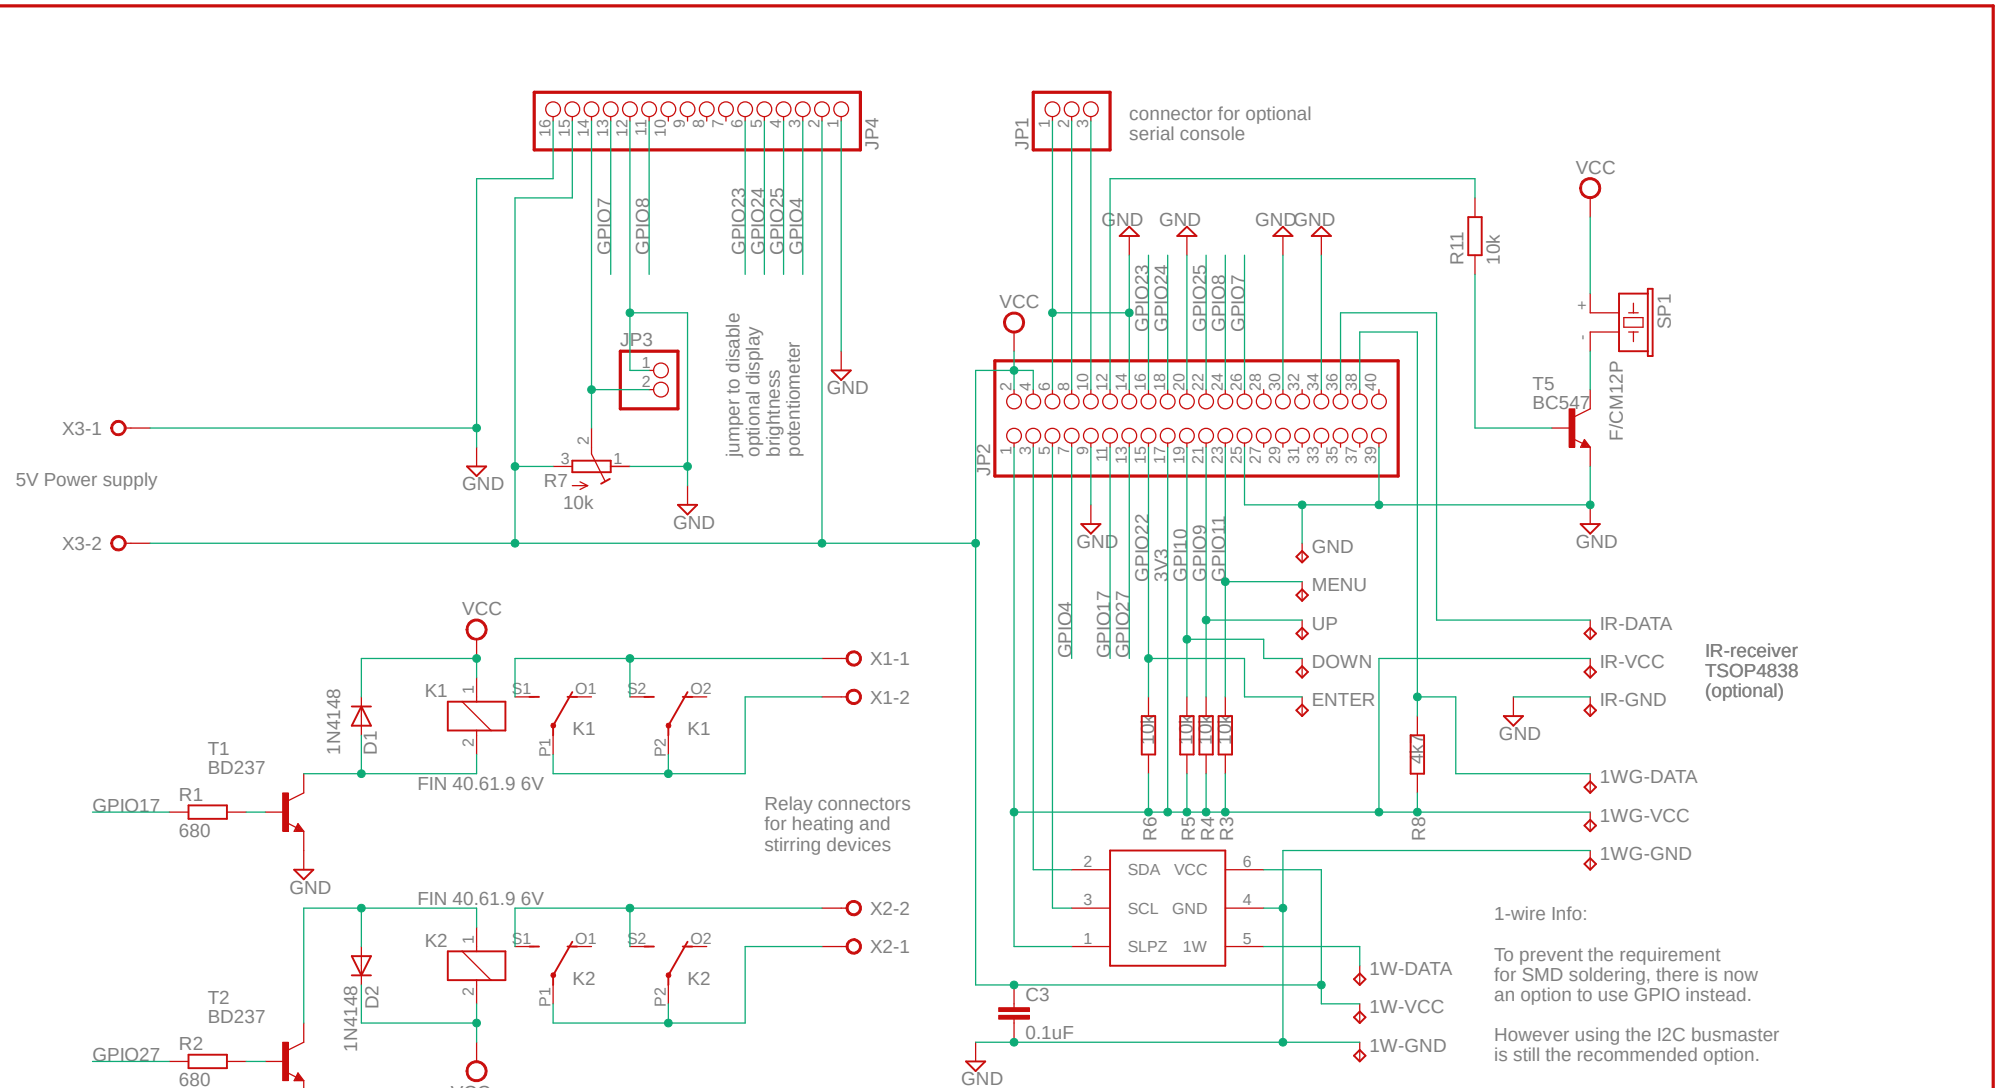 16
15
14
13
12
11
10
9
8
7
6
5
4
3
2
1
JP4
GPIO7
GPIO8
GPIO23
GPIO24
GPIO25
GPIO4
JP1
1
2
3
connector for optional
serial console
VCC
GND
GND
GND
GND
R11
10k
SP1
+
-
F/CM12P
T5
BC547
GND
VCC
GPIO23
GPIO24
GPIO25
GPIO8
GPIO7
JP2
2
4
6
8
10
12
14
16
18
20
22
24
26
28
30
32
34
36
38
40
1
3
5
7
9
11
13
15
17
19
21
23
25
27
29
31
33
35
37
39
JP3
1
2
jumper to disable
optional display
brightness
potentiometer
GND
X3-1
5V Power supply
X3-2
GND
2
3
1
R7
10k
GND
GND
GPIO22
3V3
GPI10
GPIO9
GPIO11
GPIO4
GPIO17
GPIO27
GND
MENU
UP
DOWN
ENTER
IR-DATA
IR-VCC
IR-GND
GND
IR-receiver
TSOP4838
(optional)
1WG-DATA
1WG-VCC
1WG-GND
10k
10k
10k
10k
4k7
R6
R5
R4
R3
R8
VCC
1N4148
D1
K1
1
2
S1
O1
S2
O2
P1
K1
P2
K1
X1-1
X1-2
T1
BD237
FIN 40.61.9 6V
GPIO17
R1
680
GND
Relay connectors
for heating and
stirring devices
FIN 40.61.9 6V
1N4148
D2
K2
1
2
S1
O1
S2
O2
P1
K2
P2
K2
X2-2
X2-1
T2
BD237
GPIO27
R2
680
VCC
2
SDA
VCC
6
3
SCL
GND
4
1
SLPZ
1W
5
C3
0.1uF
GND
1W-DATA
1W-VCC
1W-GND
1-wire Info:
To prevent the requirement
for SMD soldering, there is now
an option to use GPIO instead.
However using the I2C busmaster
is still the recommended option.